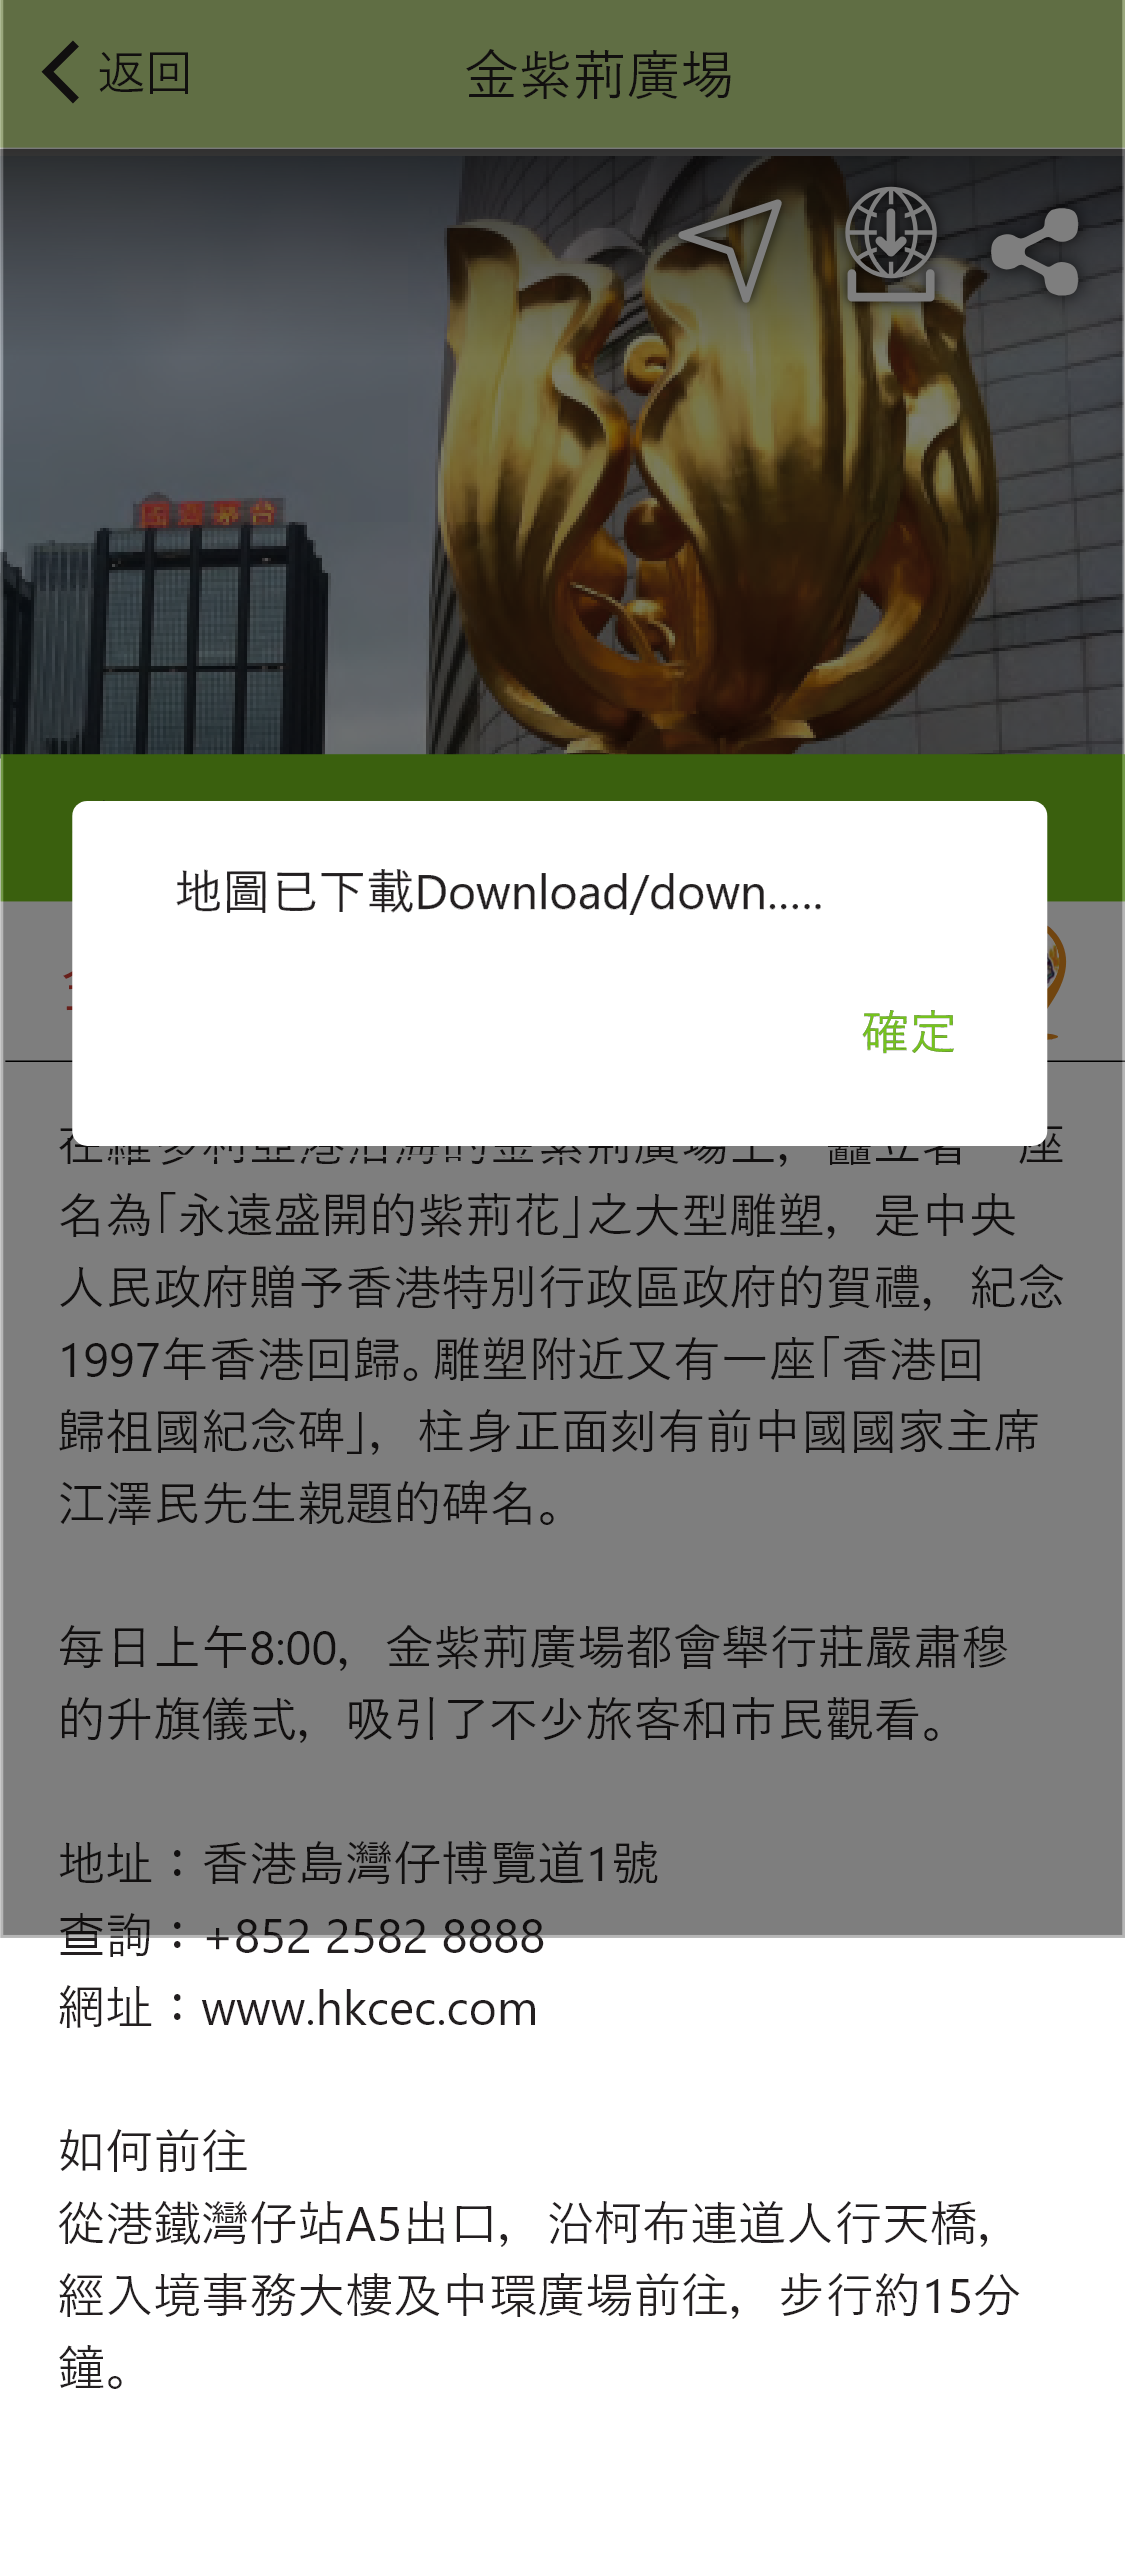 返回
金紫荊廣場
地圖已下載Download/down.....
確定
名為「永遠盛開的紫荊花」之大型雕塑，是中央
人民政府贈予香港特別行政區政府的賀禮，紀念
1997年香港回歸。雕塑附近又有一座「香港回
歸祖國紀念碑」，柱身正面刻有前中國國家主席
江澤民先生親題的碑名。
每日上午8:00，金紫荊廣場都會舉行莊嚴肅穆
的升旗儀式，吸引了不少旅客和市民觀看。
地址：香港島灣仔博覽道1號
查詢：+852 2582 8888
網址：www.hkcec.com
如何前往
從港鐵灣仔站A5出口，沿柯布連道人行天橋，
經入境事務大樓及中環廣場前往，步行約15分
鐘。